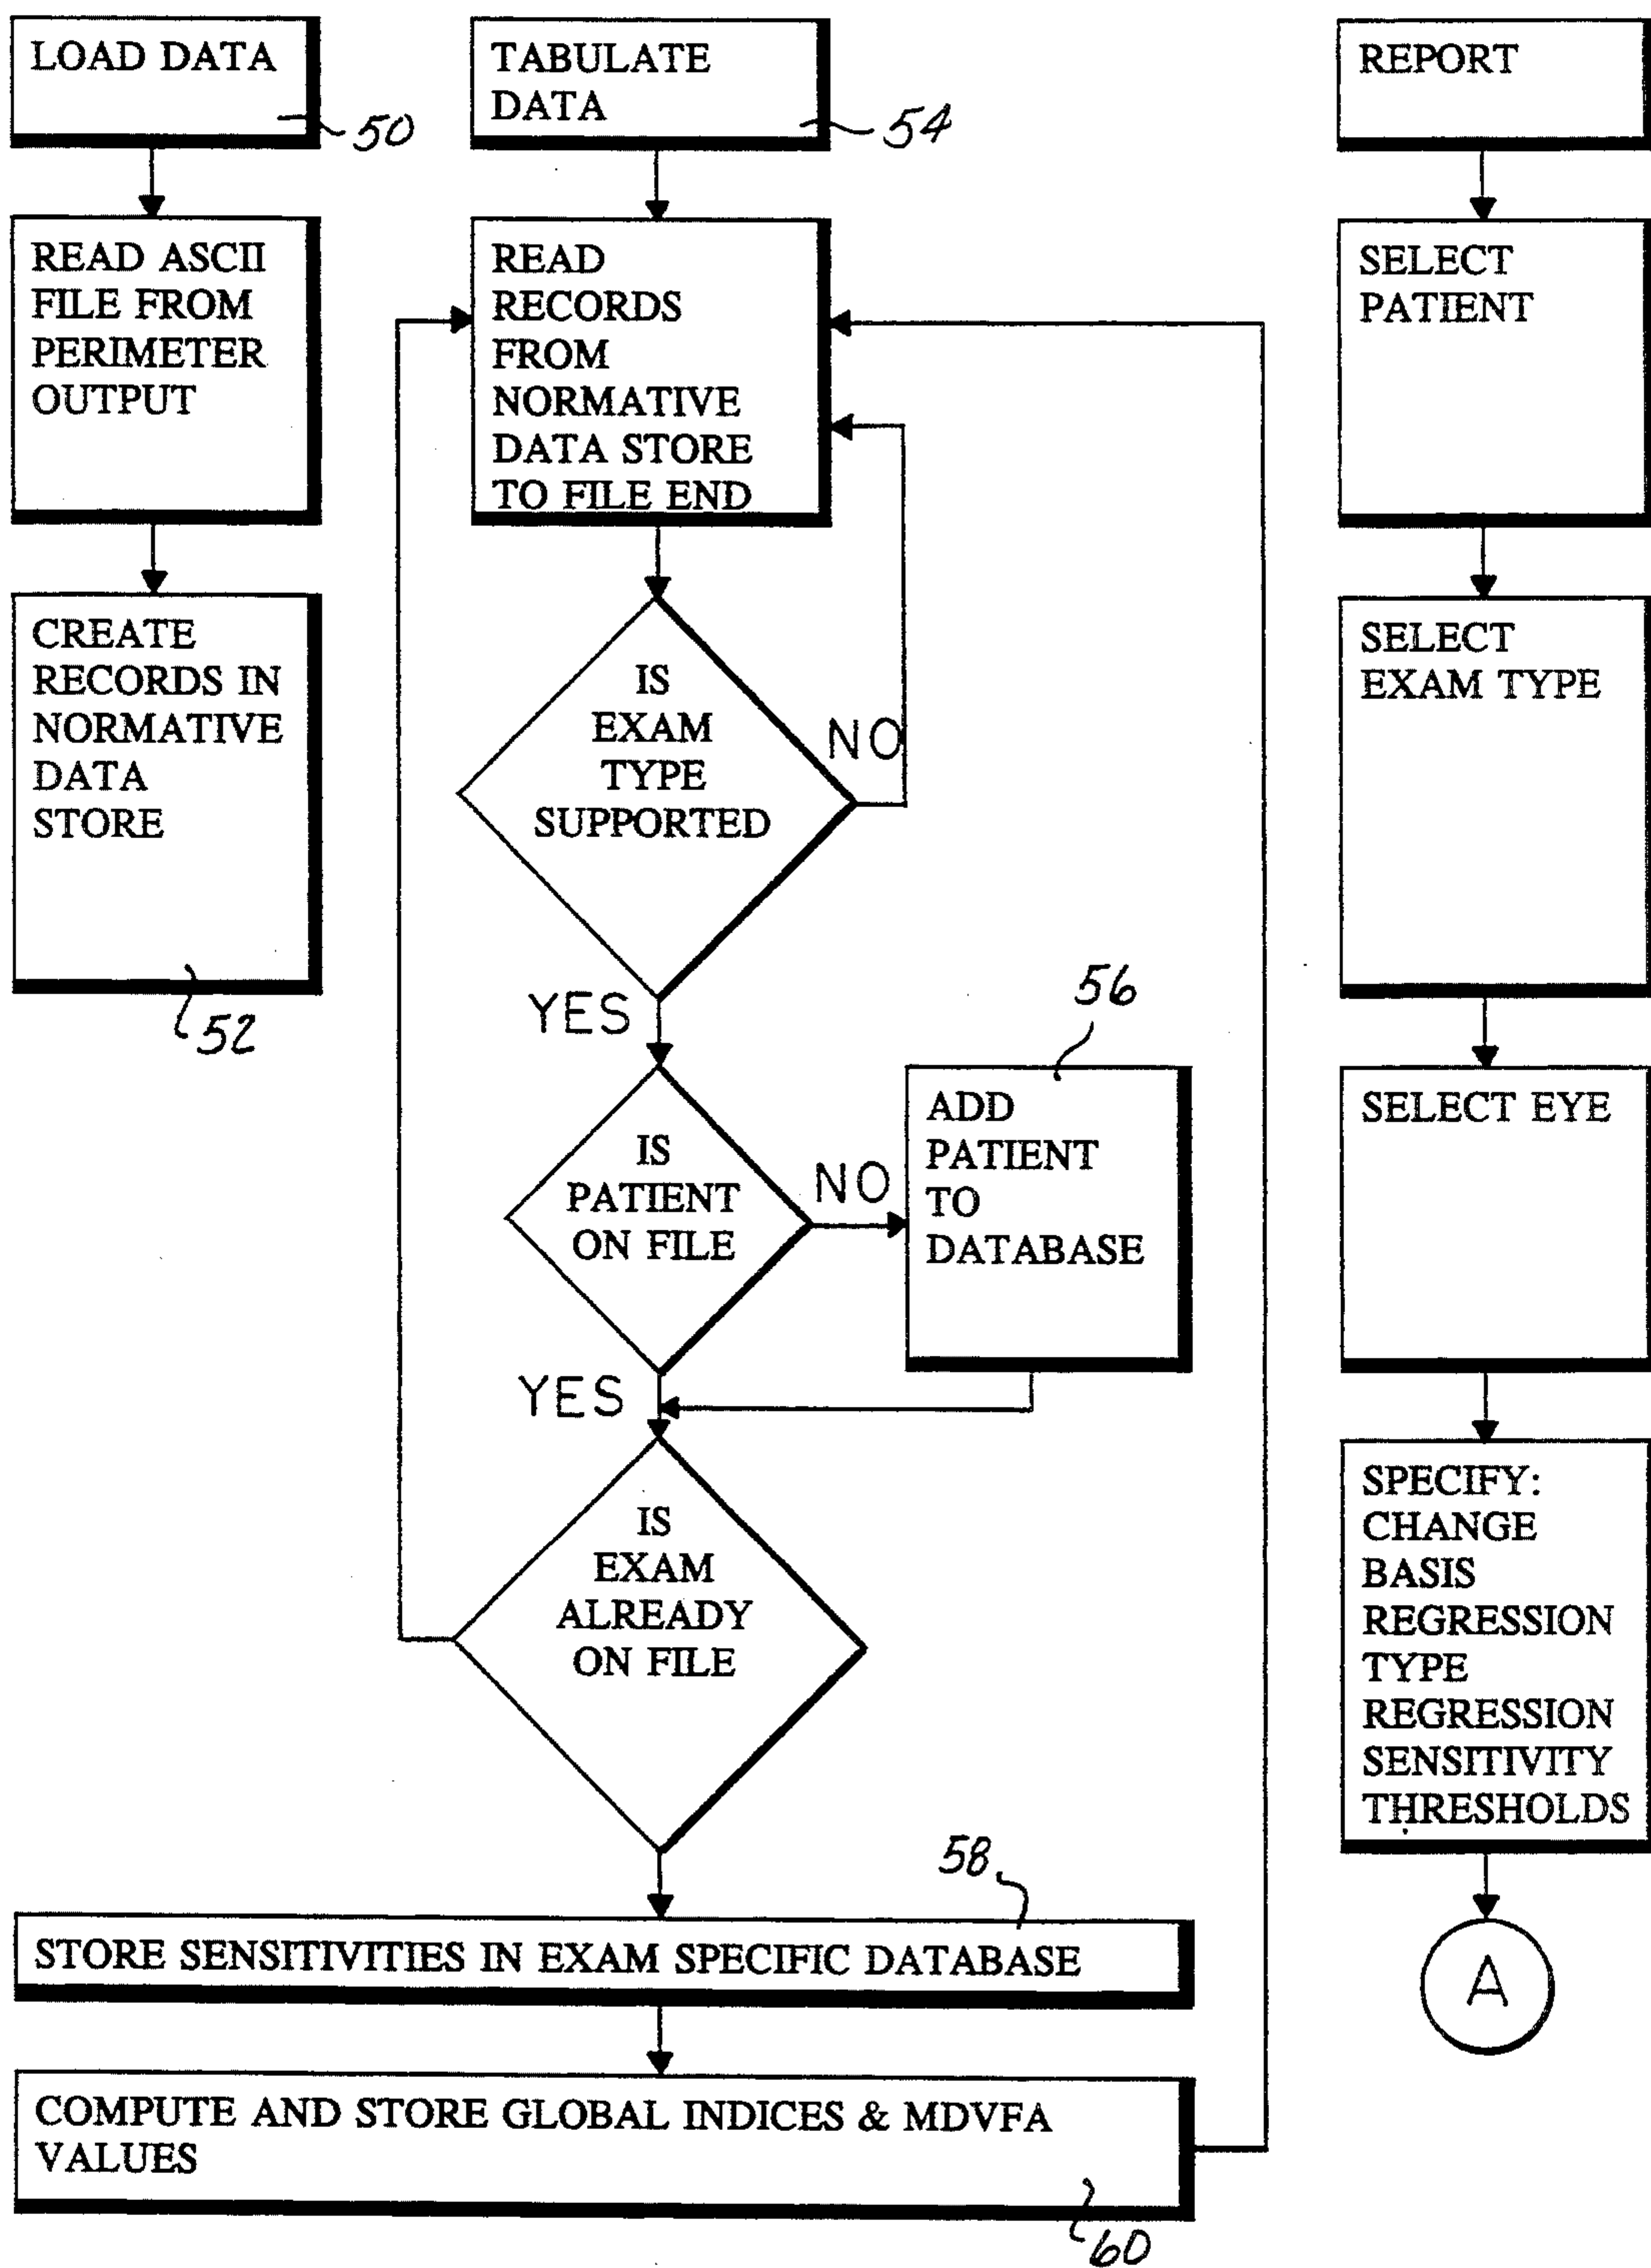 LOAD DATA
50
READ ASCII
FILE FROM
PERIMETER
OUTPUT
CREATE
RECORDS IN
NORMATIVE
DATA
STORE
52
TABULATE
DATA
54
READ
RECORDS
FROM
NORMATIVE
DATA STORE
TO FILE END
IS
EXAM
TYPE
SUPPORTED
NO
YES
IS
PATIENT
ON FILE
NO
56
ADD
PATIENT
TO
DATABASE
YES
IS
EXAM
ALREADY
ON FILE
58
STORE SENSITIVITIES IN EXAM SPECIFIC DATABASE
COMPUTE AND STORE GLOBAL INDICES & MDVFA
VALUES
60
REPORT
SELECT
PATIENT
SELECT
EXAM TYPE
SELECT EYE
SPECIFY:
CHANGE
BASIS
REGRESSION
TYPE
REGRESSION
SENSITIVITY
THRESHOLDS
A